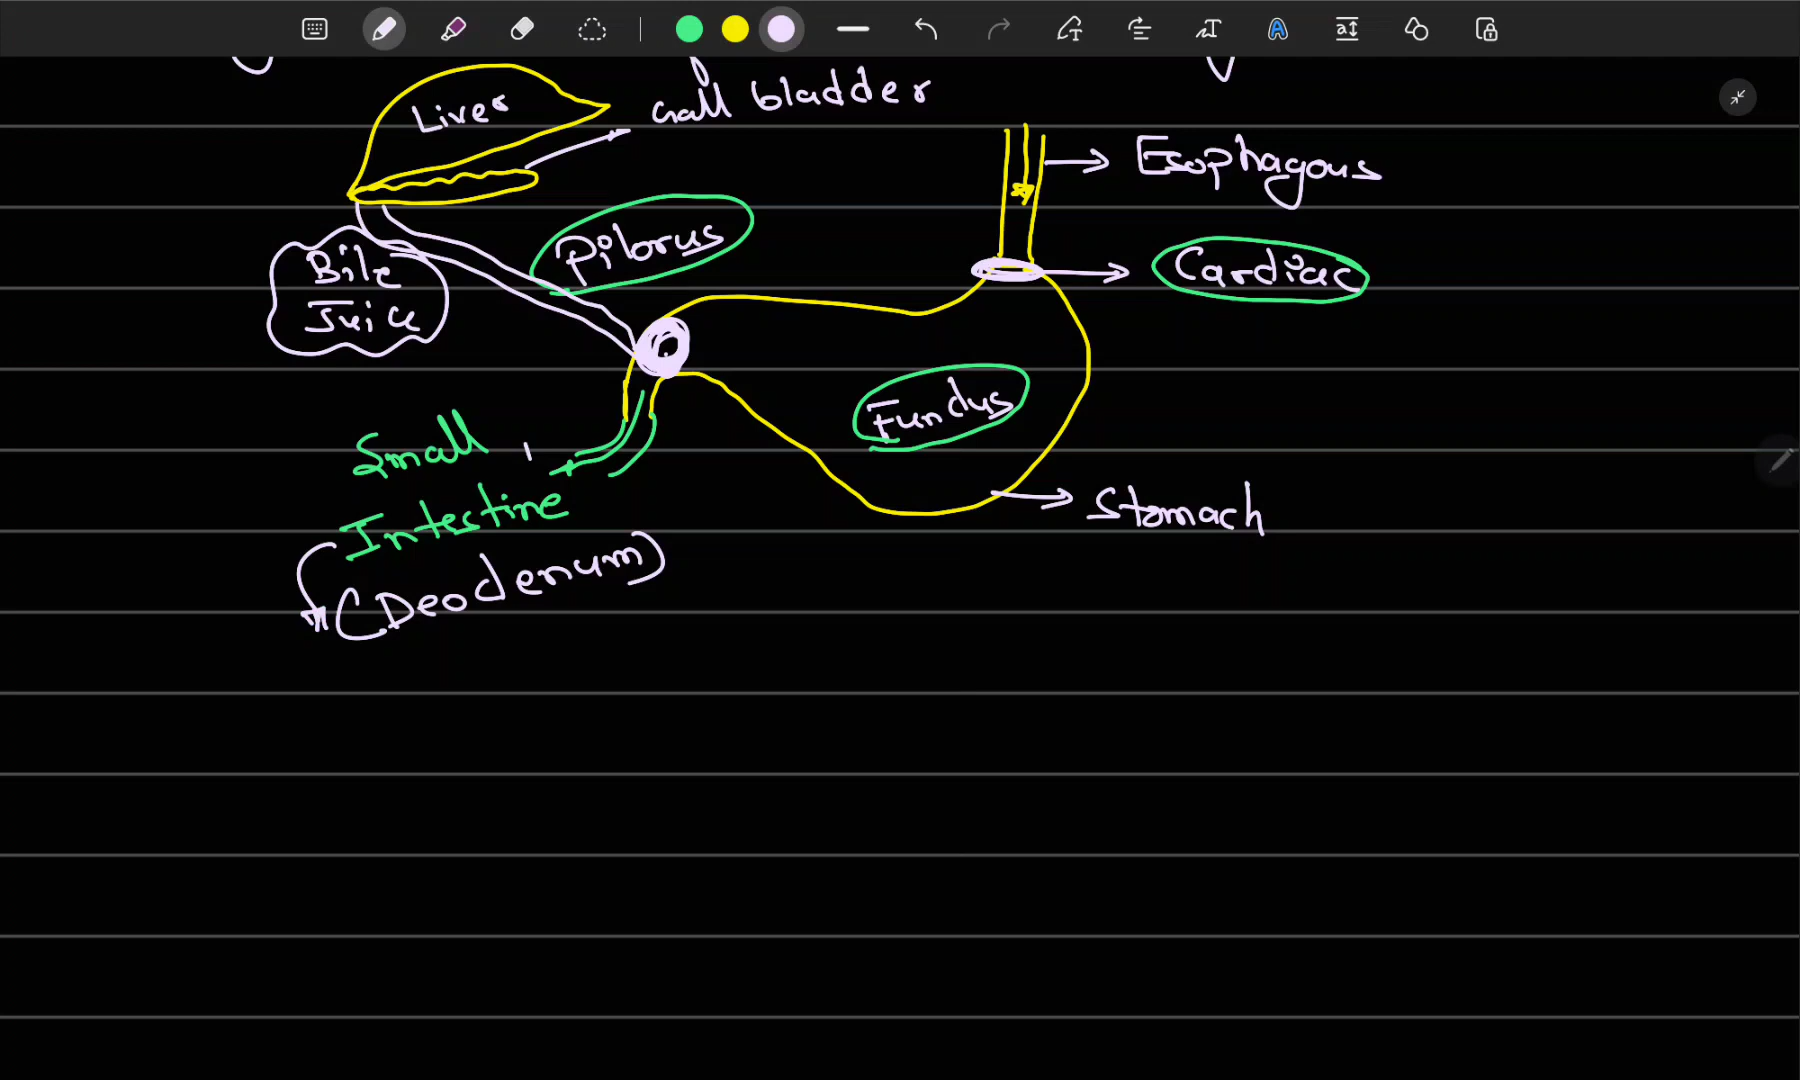 Liver
Gall bladder
Esophagous
Pilorus
Bile
Juice
Cardiac
Fundus
Small
Intestine
Stomach
(Deodenum)